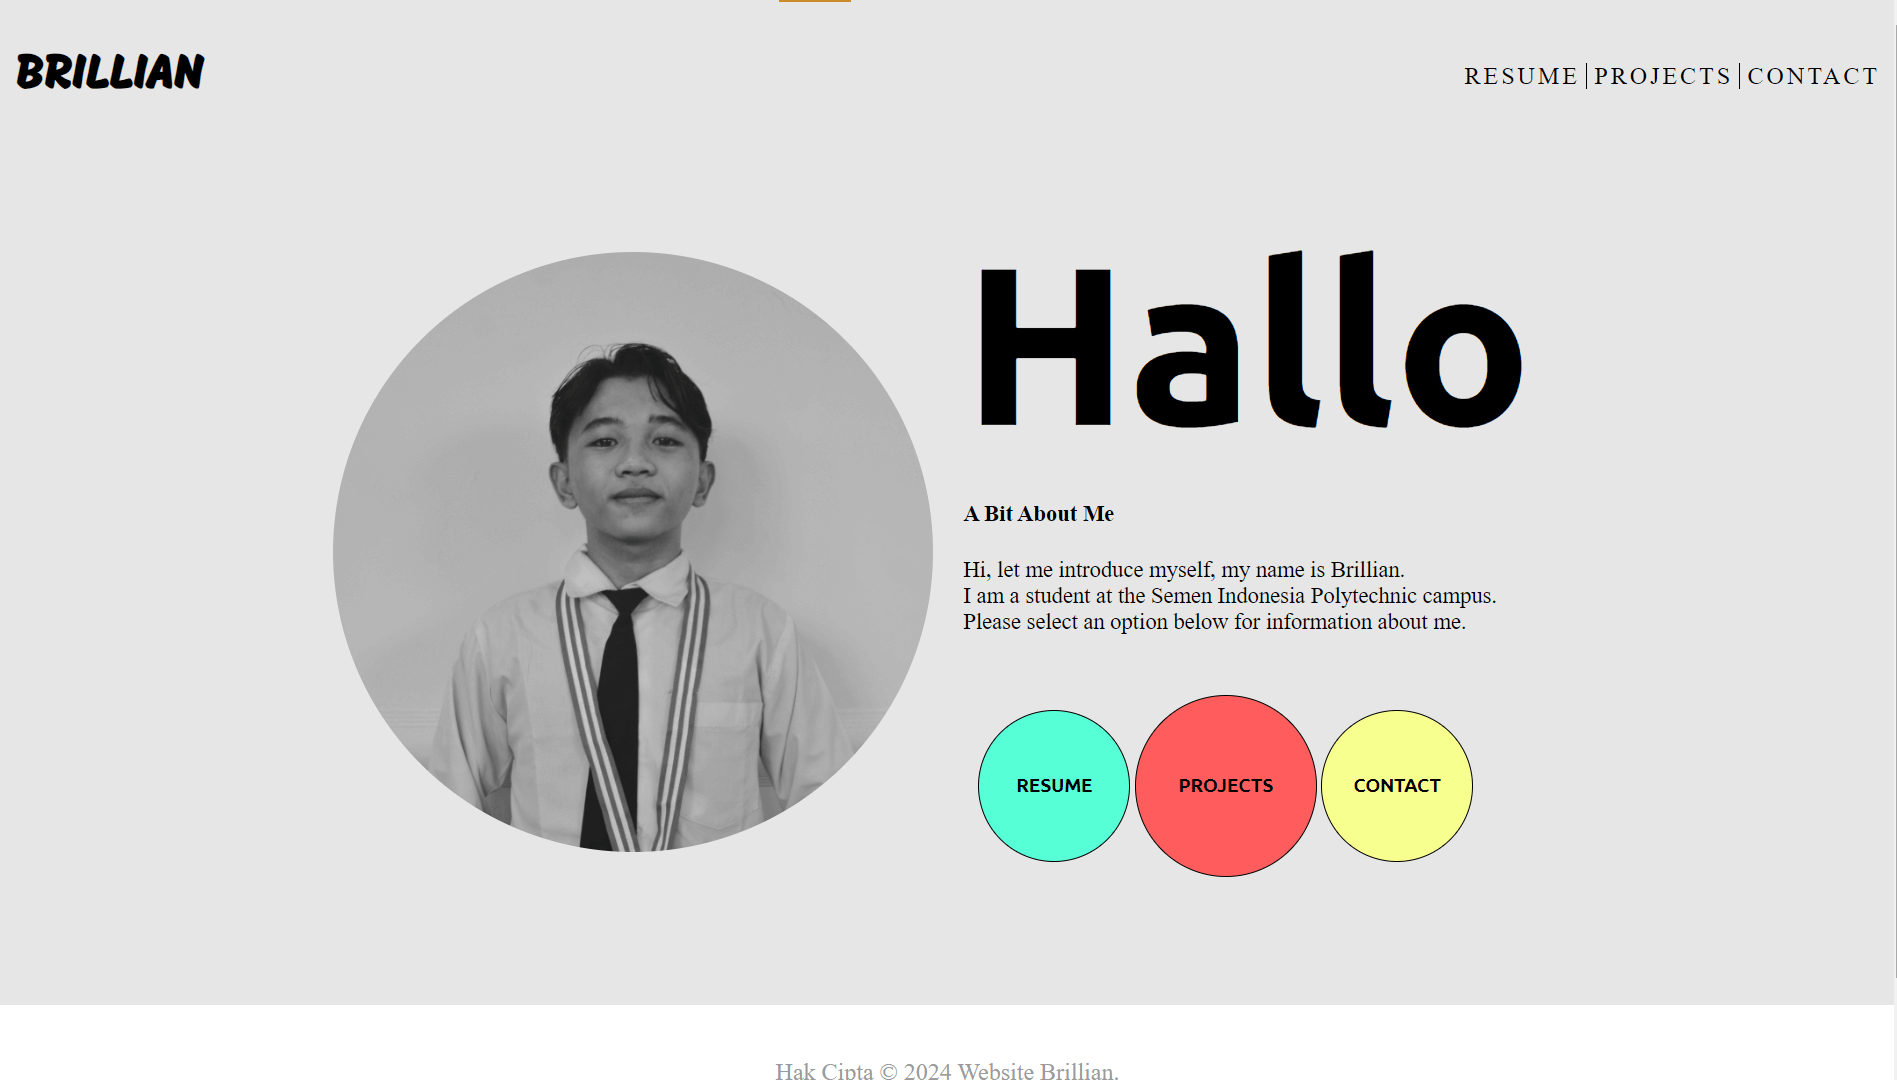 BRILLIAN
RESUME PROJECTS CONTACT
Hallo
A Bit About Me
Hi, let me introduce myself, my name is Brillian.
I am a student at the Semen Indonesia Polytechnic campus.
Please select an option below for information about me.
RESUME PROJECTS CONTACT
Hak Cipta © 2024 Website Brillian.